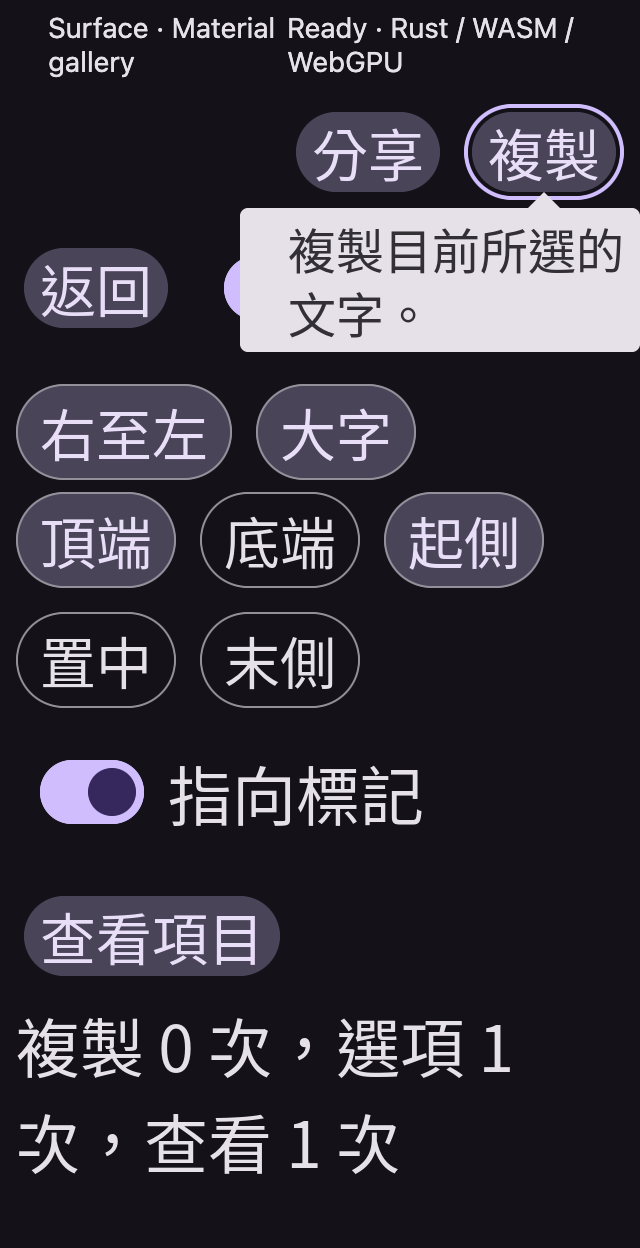 Surface · Material gallery
Ready · Rust / WASM / WebGPU
分享
複製
複製目前所選的
文字。
返回
右至左
大字
頂端
底端
起側
置中
末側
指向標記
查看項目
複製 0 次，選項 1
次，查看 1 次